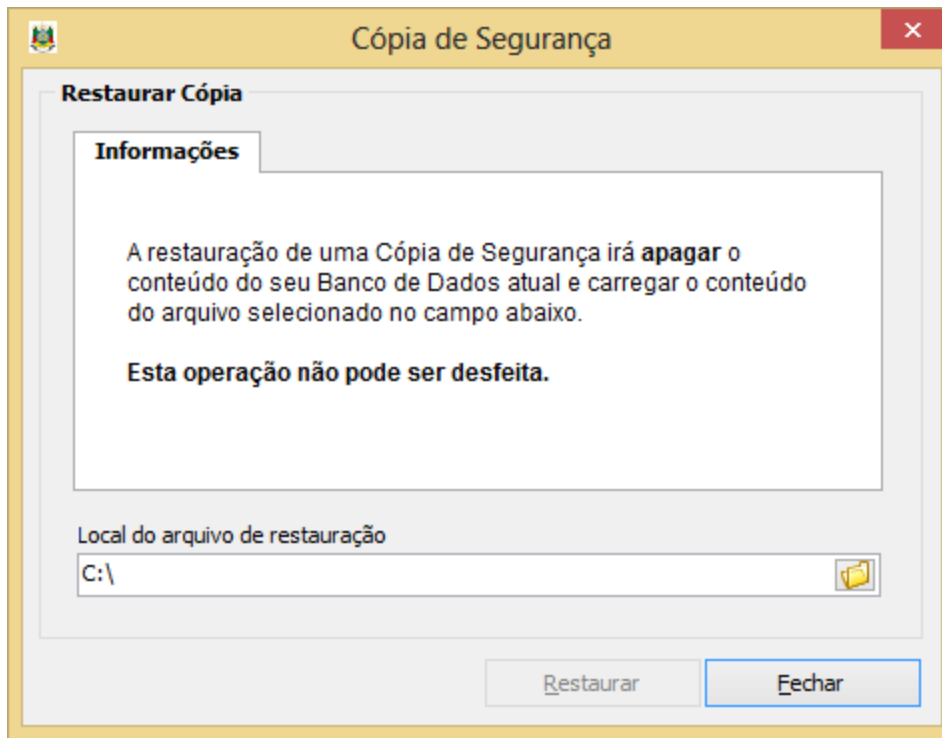 Cópia de Segurança
Restaurar Cópia
Informações
A restauração de uma Cópia de Segurança irá apagar o
conteúdo do seu Banco de Dados atual e carregar o conteúdo
do arquivo selecionado no campo abaixo.
Esta operação não pode ser desfeita.
Local do arquivo de restauração
C:\
Restaurar
Fechar